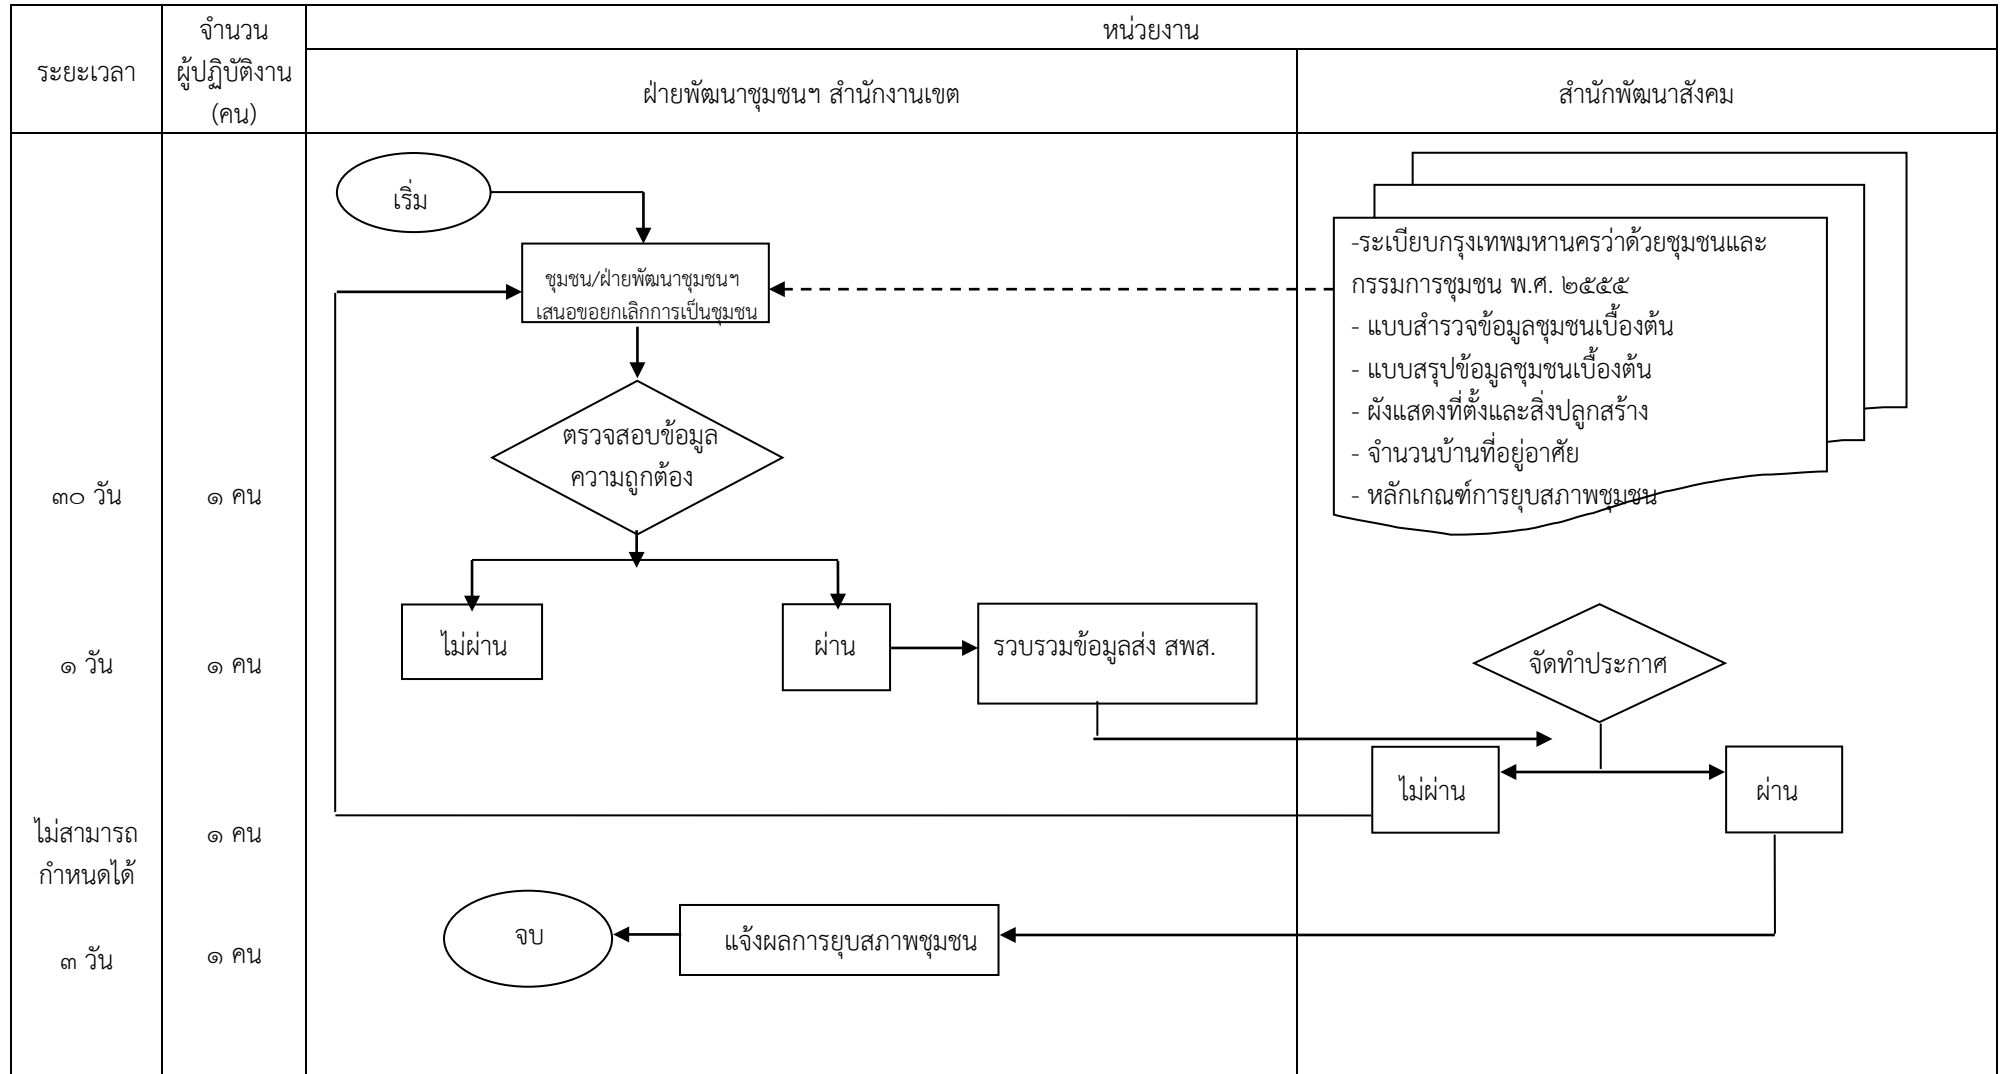 ระยะเวลา
จำนวน
ผู้ปฏิบัติงาน
(คน)
หน่วยงาน
ฝ่ายพัฒนาชุมชนฯ สำนักงานเขต
สำนักพัฒนาสังคม
เริ่ม
ชุมชน/ฝ่ายพัฒนาชุมชนฯ
เสนอขอยกเลิกการเป็นชุมชน
-ระเบียบกรุงเทพมหานครว่าด้วยชุมชนและ
กรรมการชุมชน พ.ศ. ๒๕๕๕
- แบบสำรวจข้อมูลชุมชนเบื้องต้น
- แบบสรุปข้อมูลชุมชนเบื้องต้น
- ผังแสดงที่ตั้งและสิ่งปลูกสร้าง
- จำนวนบ้านที่อยู่อาศัย
- หลักเกณฑ์การยุบสภาพชุมชน
ตรวจสอบข้อมูล
ความถูกต้อง
๓๐ วัน
๑ คน
ไม่ผ่าน
ผ่าน
รวบรวมข้อมูลส่ง สพส.
จัดทำประกาศ
๑ วัน
๑ คน
ไม่ผ่าน
ผ่าน
ไม่สามารถ
กำหนดได้
๑ คน
จบ
แจ้งผลการยุบสภาพชุมชน
๓ วัน
๑ คน